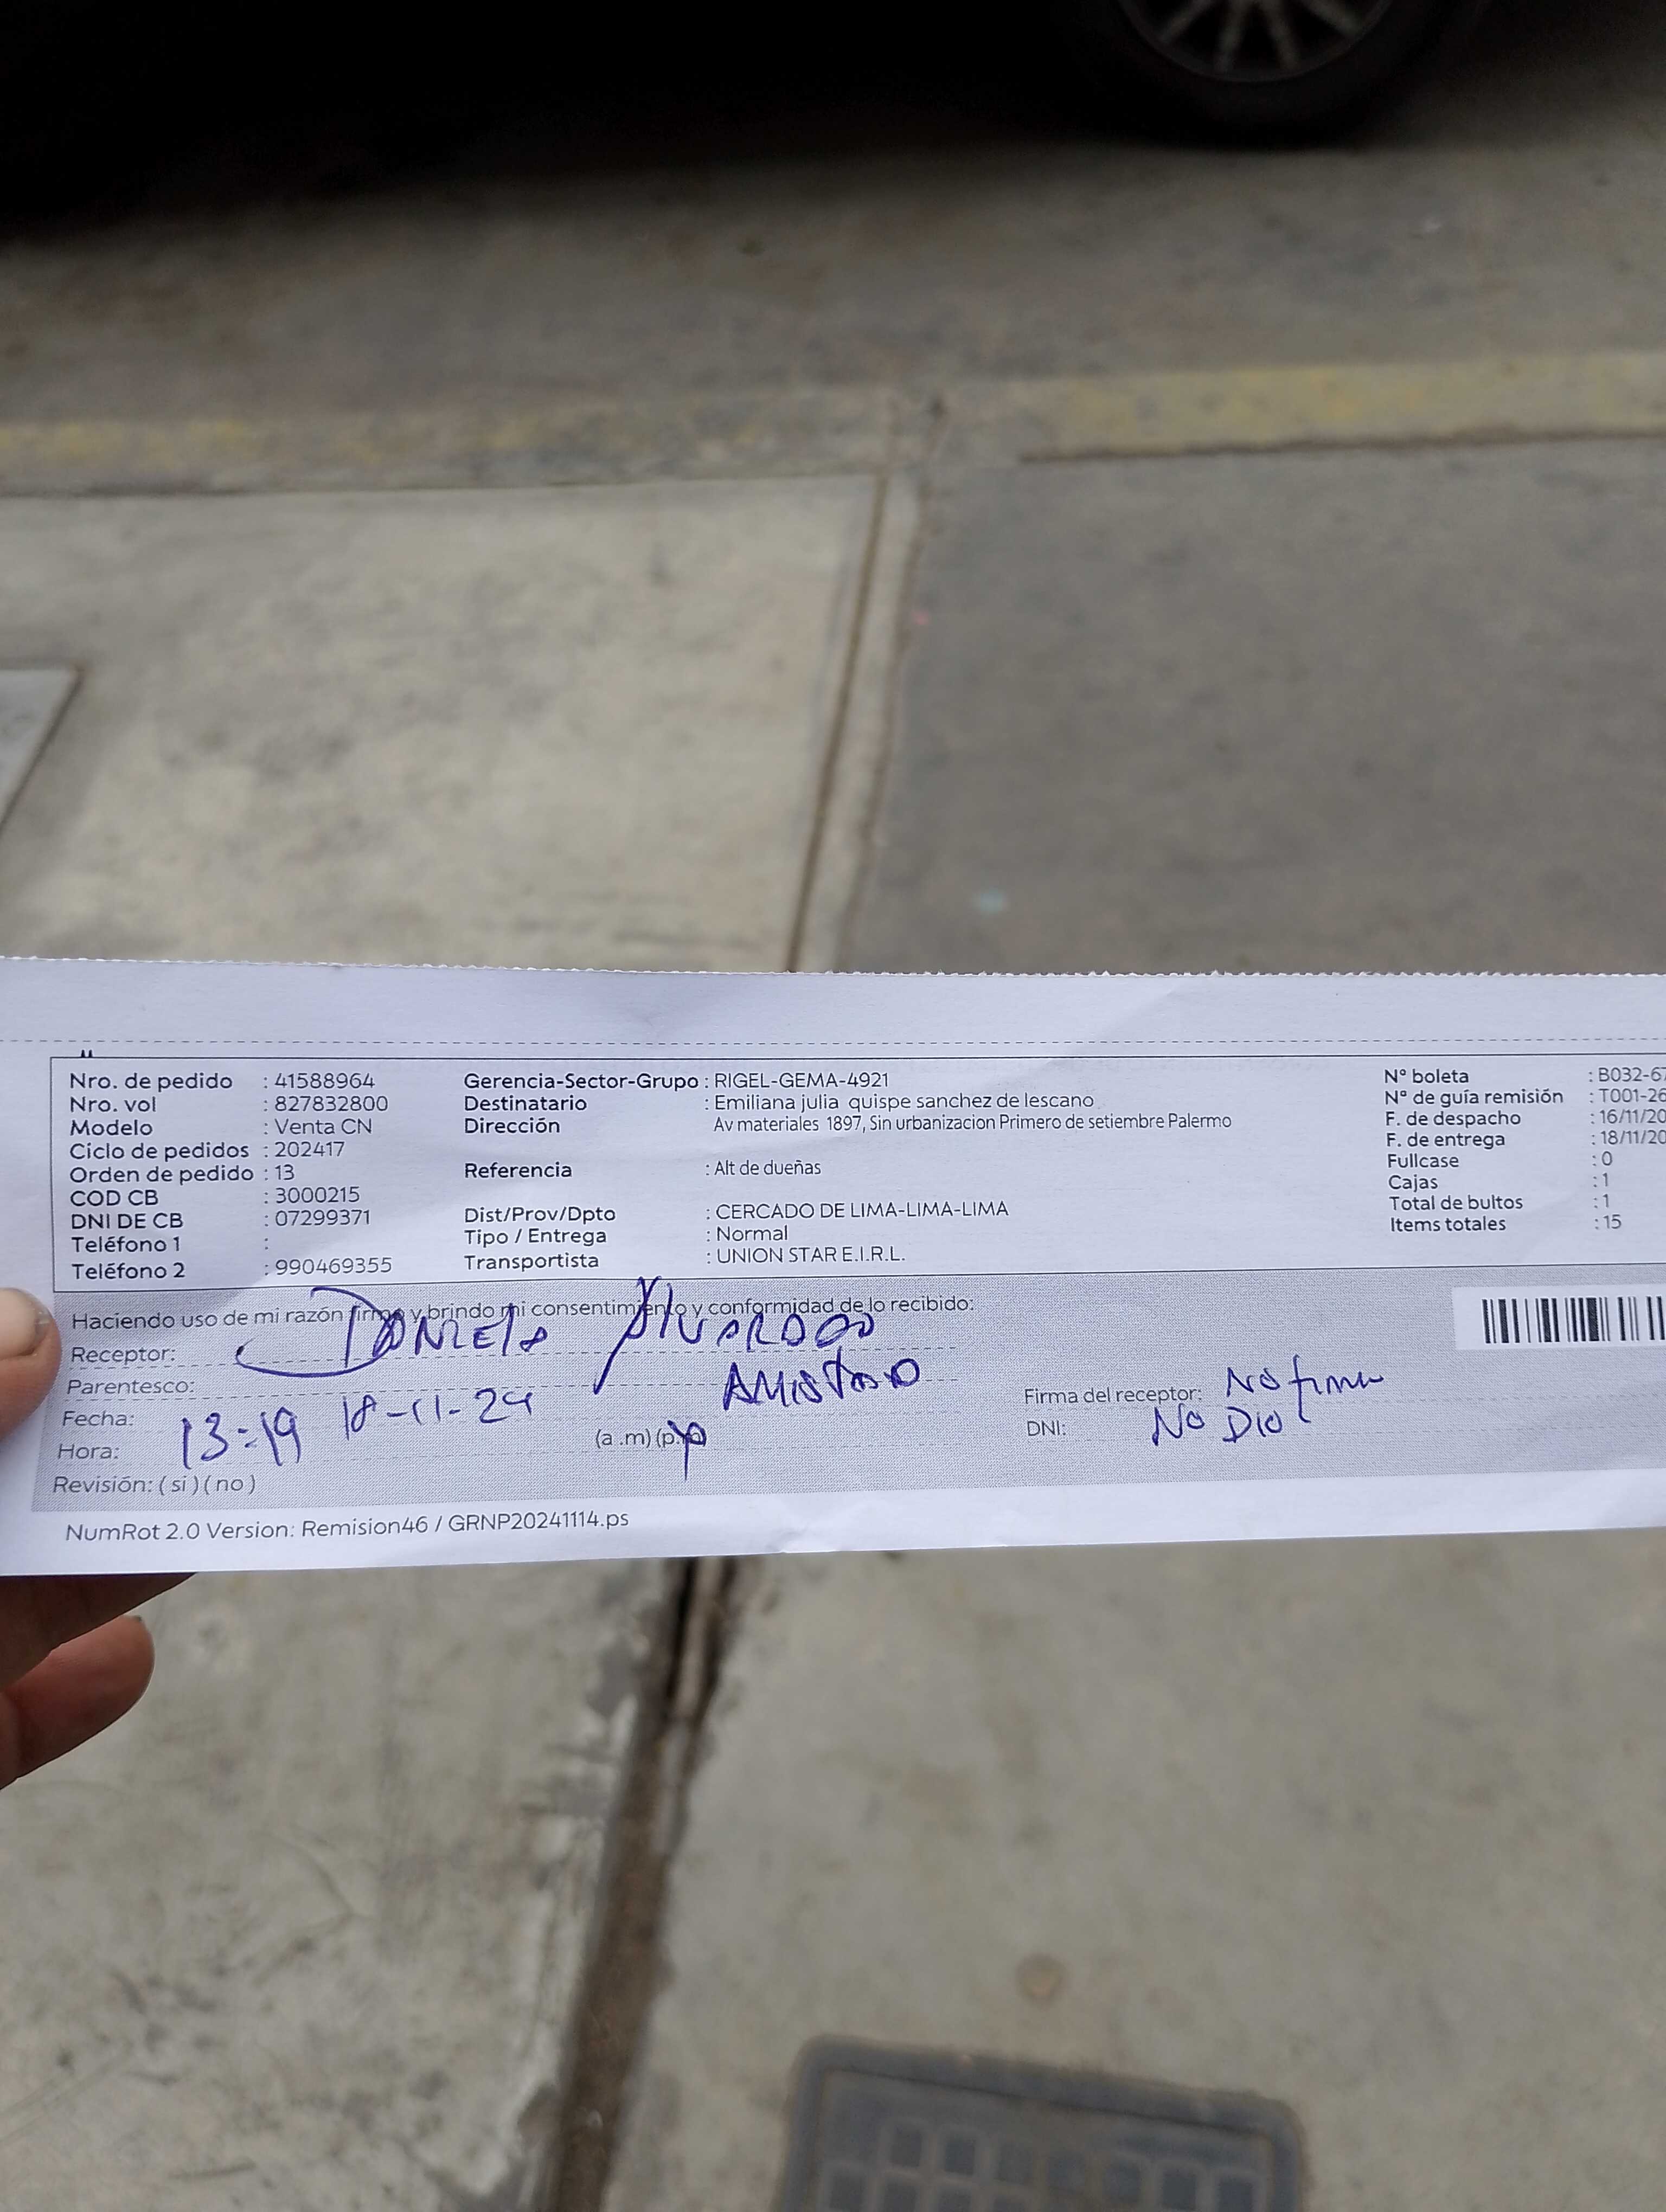 Nro. de pedido : 41588964
Nro. vol : 827832800
Modelo : Venta CN
Ciclo de pedidos : 202417
Orden de pedido : 13
COD CB : 3000215
DNI DE CB : 07299371
Teléfono 1 :
Teléfono 2 : 990469355
Gerencia-Sector-Grupo : RIGEL-GEMA-4921
Destinatario : Emiliana julia quispe sanchez de lescano
Dirección Av materiales 1897, Sin urbanizacion Primero de setiembre Palermo
Referencia : Alt de dueñas
Dist/Prov/Dpto : CERCADO DE LIMA-LIMA-LIMA
Tipo / Entrega : Normal
Transportista : UNION STAR E.I.R.L.
N° boleta : B032-67
N° de guía remisión : T001-26
F. de despacho : 16/11/20
F. de entrega : 18/11/20
Fullcase : 0
Cajas : 1
Total de bultos : 1
Items totales : 15
Haciendo uso de mi razón firmo y brindo mi consentimiento y conformidad de lo recibido:
Receptor: Alvarado
Parentesco: AMISTAD
Fecha: 18-11-24
Hora: 13:19 (a .m) (p.m)
Firma del receptor: No firma
DNI: No Dio
Revisión: ( si ) ( no )
NumRot 2.0 Version: Remision46 / GRNP20241114.ps